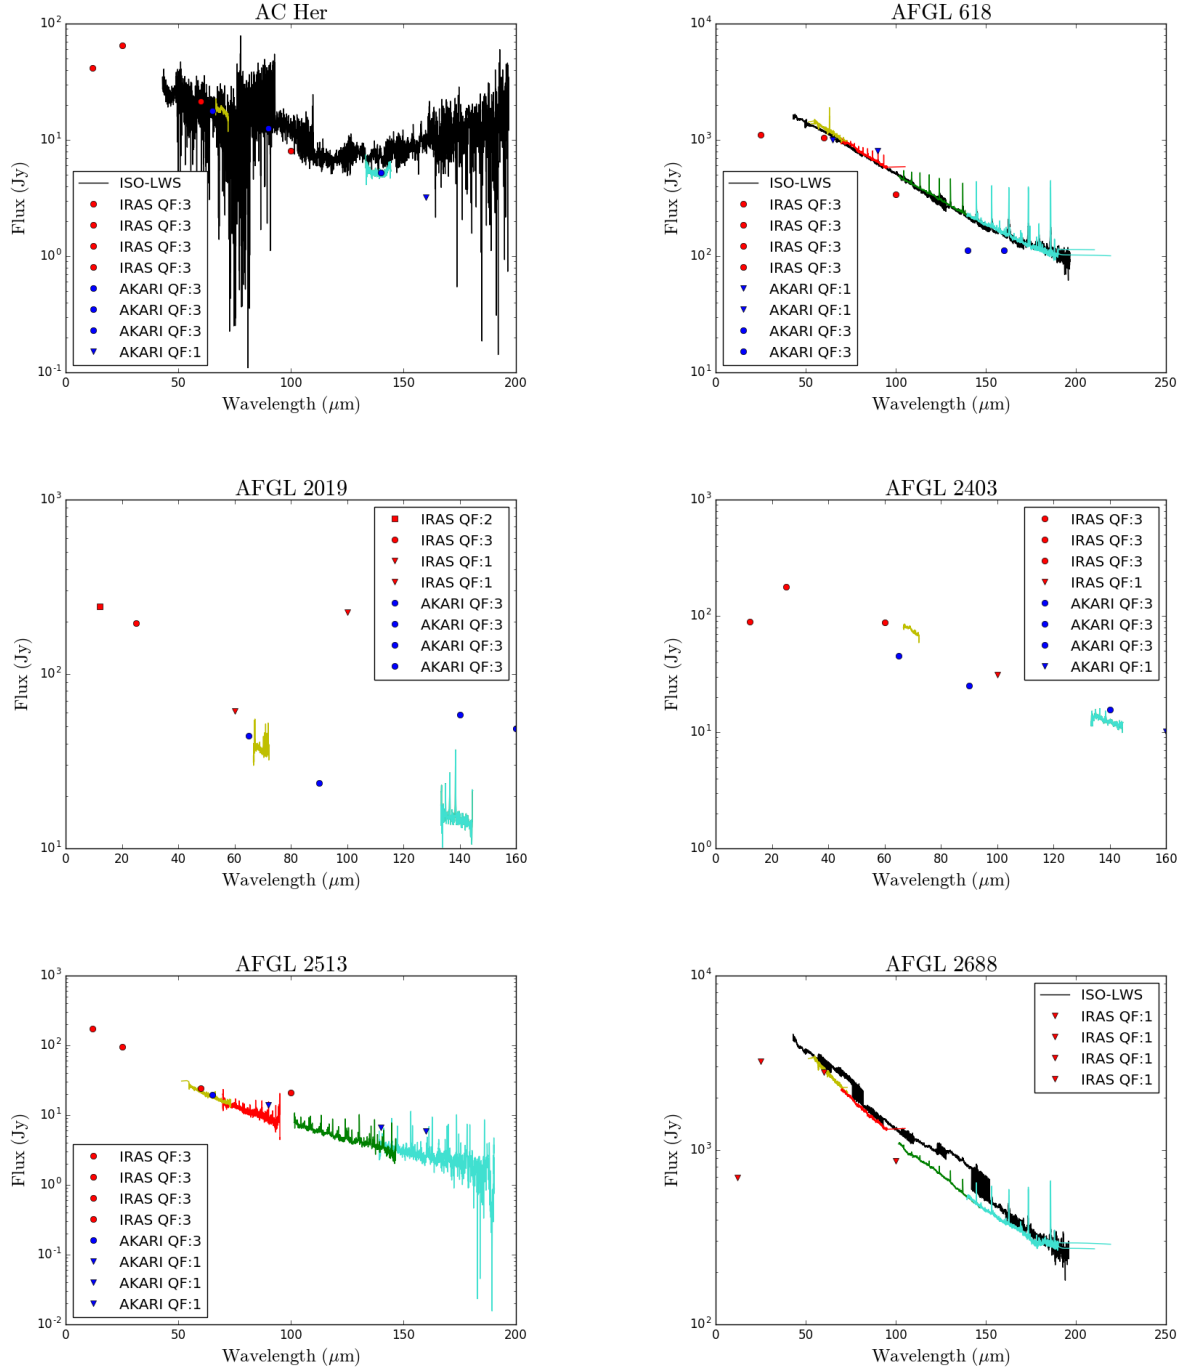 AC Her
10^2
10^1
10^0
10^-1
Flux (Jy)
ISO-LWS
IRAS QF:3
IRAS QF:3
IRAS QF:3
IRAS QF:3
AKARI QF:3
AKARI QF:3
AKARI QF:3
AKARI QF:1
0 50 100 150 200
Wavelength (μm)
AFGL 618
10^4
10^3
10^2
10^1
Flux (Jy)
ISO-LWS
IRAS QF:3
IRAS QF:3
IRAS QF:3
IRAS QF:3
AKARI QF:1
AKARI QF:1
AKARI QF:3
AKARI QF:3
0 50 100 150 200 250
Wavelength (μm)
AFGL 2019
10^3
10^2
10^1
Flux (Jy)
IRAS QF:2
IRAS QF:3
IRAS QF:1
IRAS QF:1
AKARI QF:3
AKARI QF:3
AKARI QF:3
AKARI QF:3
0 20 40 60 80 100 120 140 160
Wavelength (μm)
AFGL 2403
10^3
10^2
10^1
10^0
Flux (Jy)
IRAS QF:3
IRAS QF:3
IRAS QF:3
IRAS QF:1
AKARI QF:3
AKARI QF:3
AKARI QF:3
AKARI QF:1
0 20 40 60 80 100 120 140 160
Wavelength (μm)
AFGL 2513
10^3
10^2
10^1
10^0
10^-1
10^-2
Flux (Jy)
IRAS QF:3
IRAS QF:3
IRAS QF:3
IRAS QF:3
AKARI QF:3
AKARI QF:1
AKARI QF:1
AKARI QF:1
0 50 100 150 200
Wavelength (μm)
AFGL 2688
10^4
10^3
10^2
Flux (Jy)
ISO-LWS
IRAS QF:1
IRAS QF:1
IRAS QF:1
IRAS QF:1
0 50 100 150 200 250
Wavelength (μm)